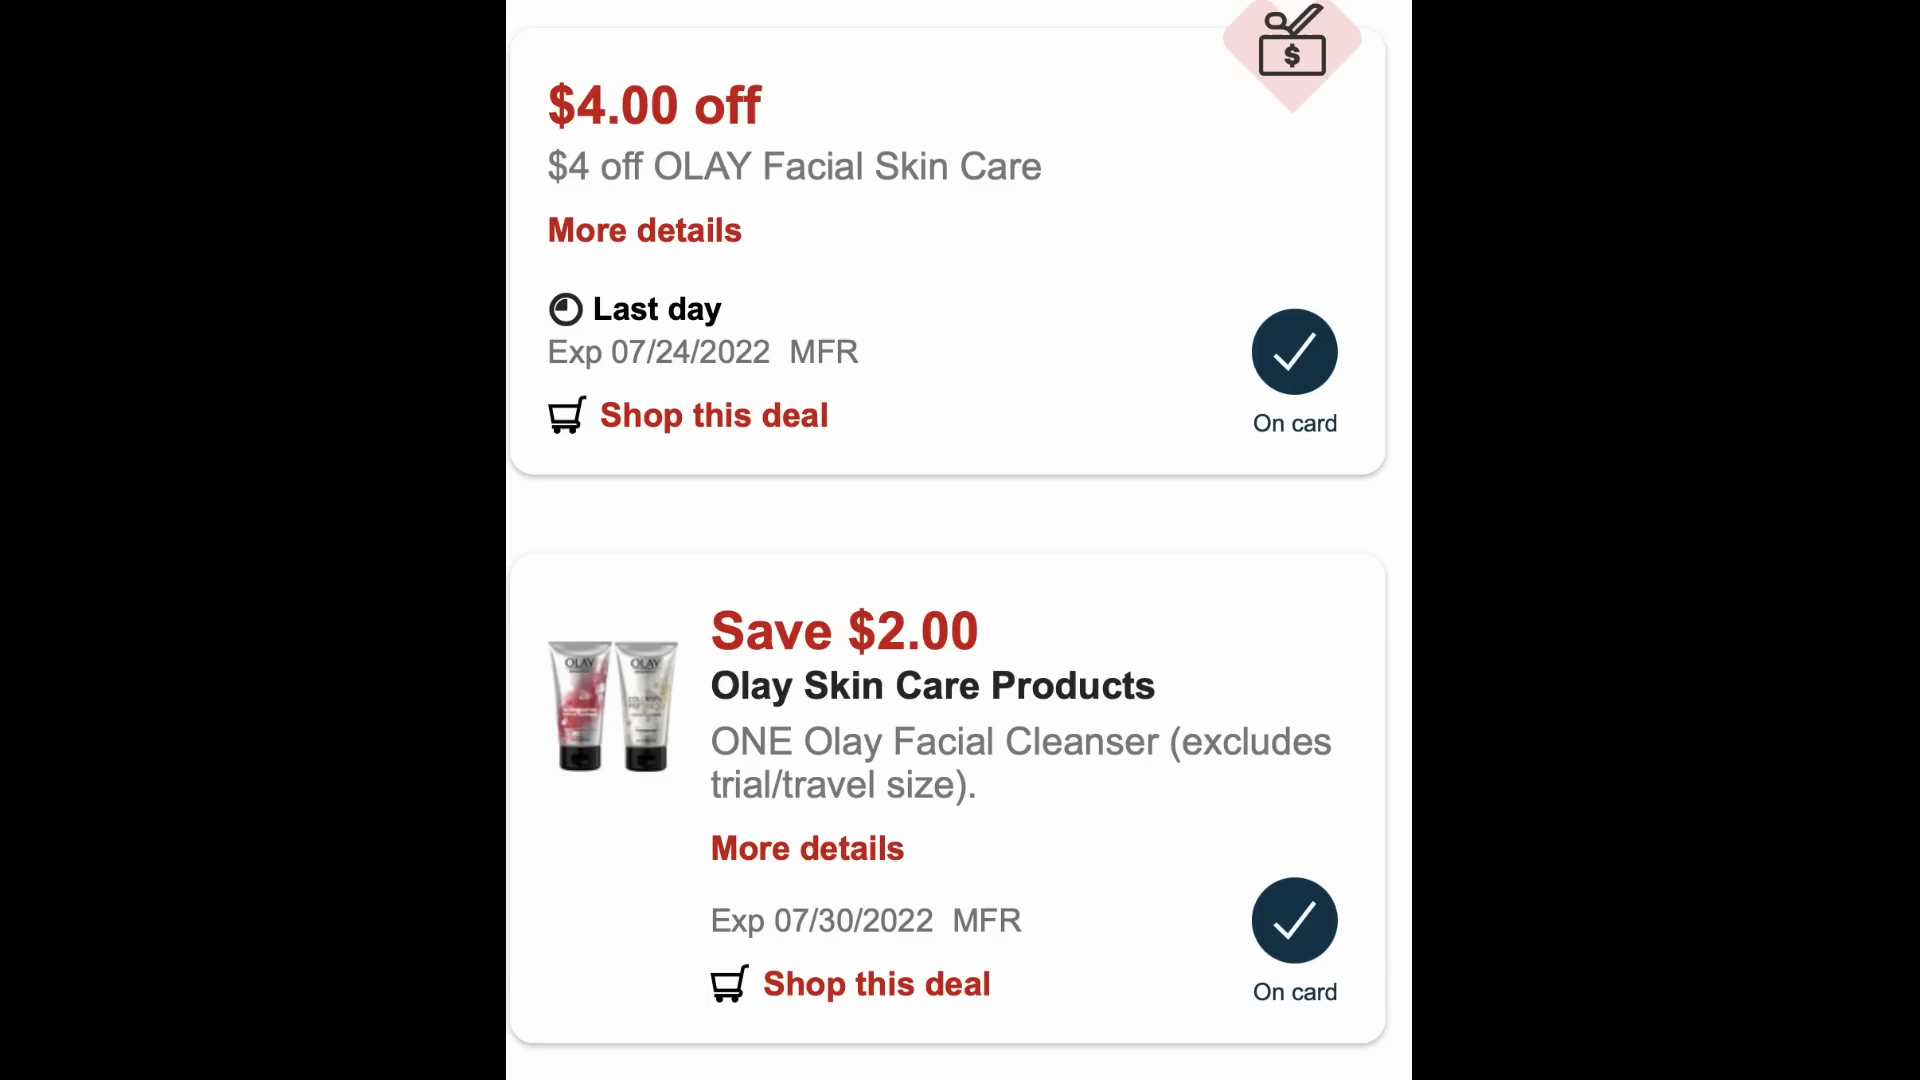 $
$4.00 off
$4 off OLAY Facial Skin Care
More details
Last day
Exp 07/24/2022 MFR
Shop this deal
On card
Save $2.00
Olay Skin Care Products
ONE Olay Facial Cleanser (excludes
trial/travel size).
OLAY OLAY
More details
Exp 07/30/2022 MFR
Shop this deal
On card